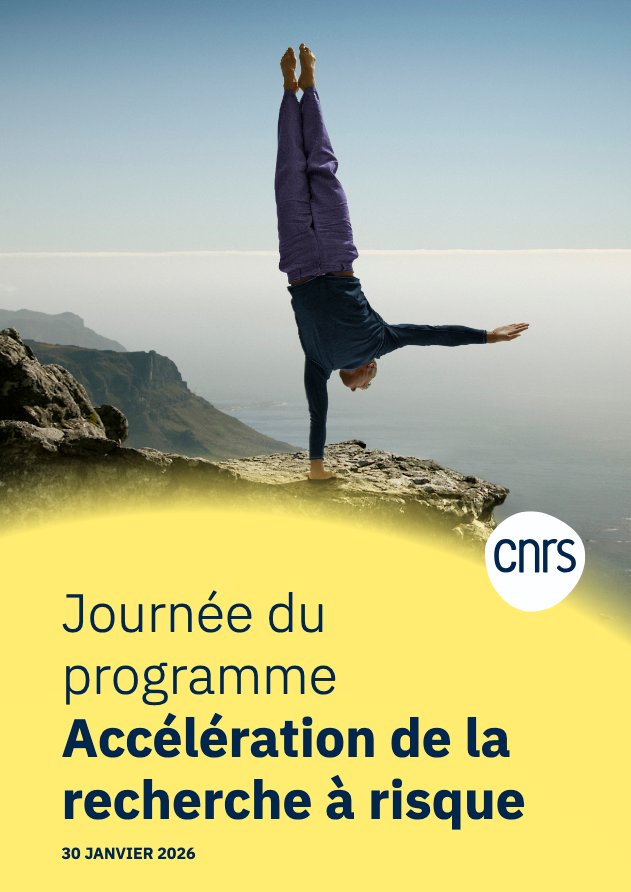 cnrs
Journée du
programme
Accélération de la
recherche à risque
30 JANVIER 2026